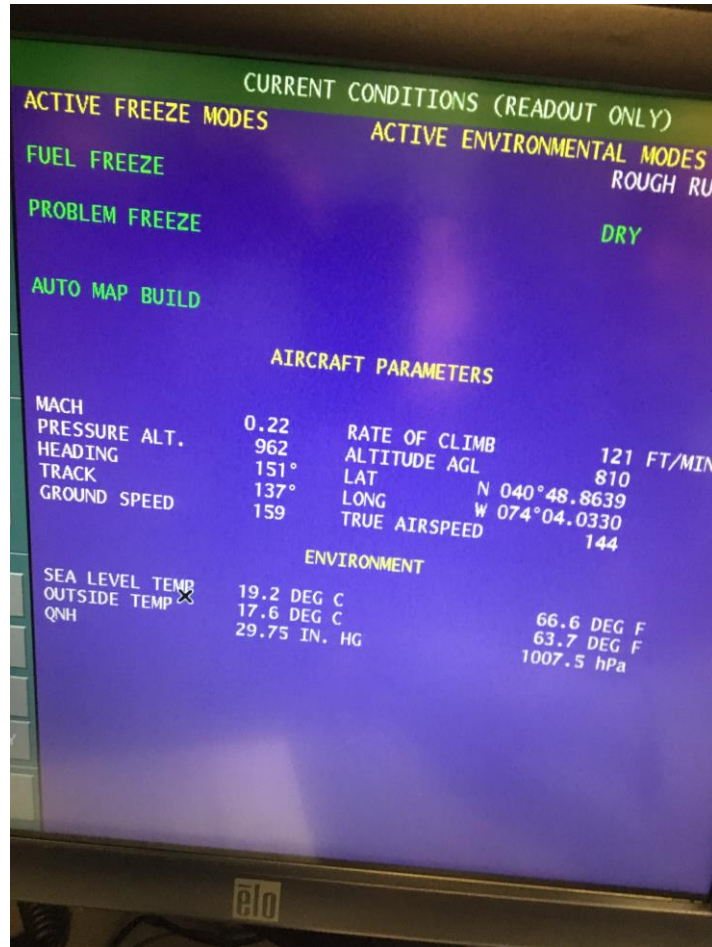 CURRENT CONDITIONS (READOUT ONLY)
ACTIVE FREEZE MODES ACTIVE ENVIRONMENTAL MODES
ROUGH RU
FUEL FREEZE
PROBLEM FREEZE DRY
AUTO MAP BUILD
AIRCRAFT PARAMETERS
MACH 0.22 RATE OF CLIMB 121 FT/MIN
PRESSURE ALT. 962 ALTITUDE AGL 810
HEADING 151° LAT N 040°48.8639
TRACK 137° LONG W 074°04.0330
GROUND SPEED 159 TRUE AIRSPEED 144
ENVIRONMENT
SEA LEVEL TEMP 19.2 DEG C 66.6 DEG F
OUTSIDE TEMP 17.6 DEG C 63.7 DEG F
QNH 29.75 IN. HG 1007.5 hPa
ēlo